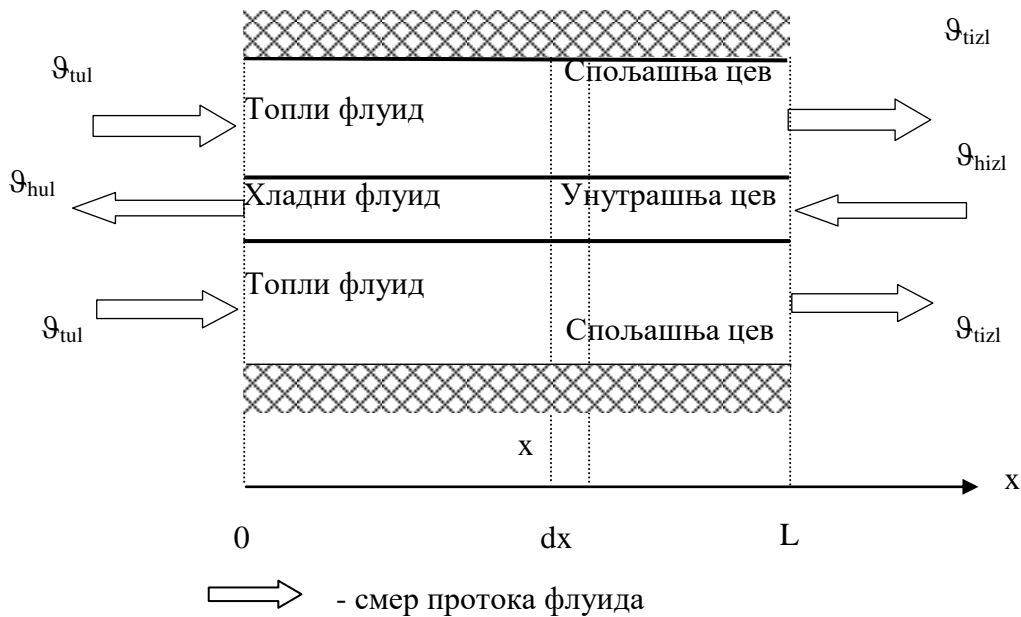 ϑtizl
Спољашња цев
ϑtul
Топли флуид
ϑhizl
ϑhul
Хладни флуид Унутрашња цев
Топли флуид
ϑtul
Спољашња цев
ϑtizl
x
x
0 dx L
- смер протока флуида